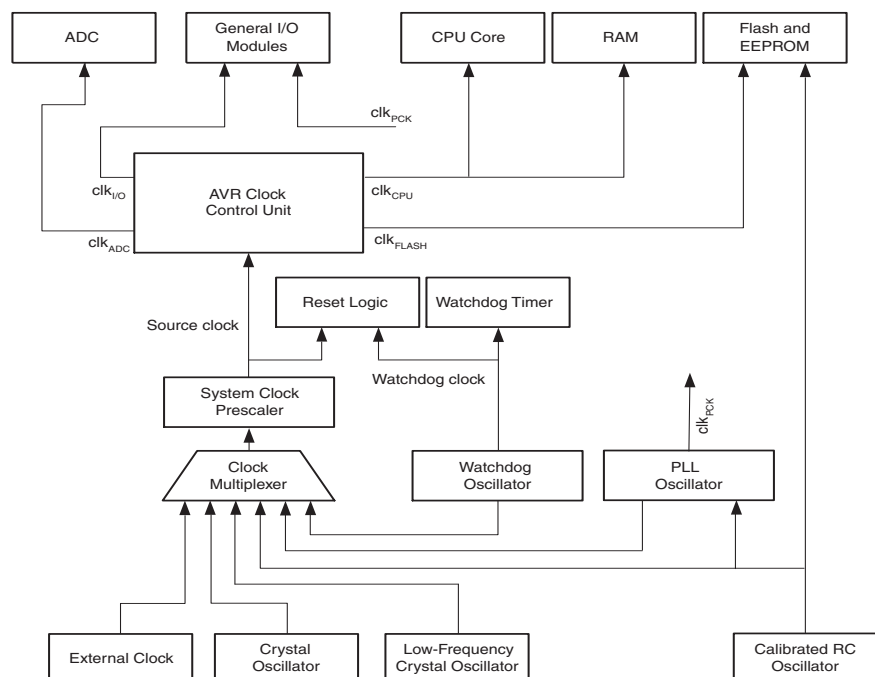 ADC
General I/O
Modules
CPU Core
RAM
Flash and
EEPROM
clkPCK
clkI/O
AVR Clock
Control Unit
clkCPU
clkADC
clkFLASH
Source clock
Reset Logic
Watchdog Timer
Watchdog clock
System Clock
Prescaler
clkPCK
Clock
Multiplexer
Watchdog
Oscillator
PLL
Oscillator
External Clock
Crystal
Oscillator
Low-Frequency
Crystal Oscillator
Calibrated RC
Oscillator